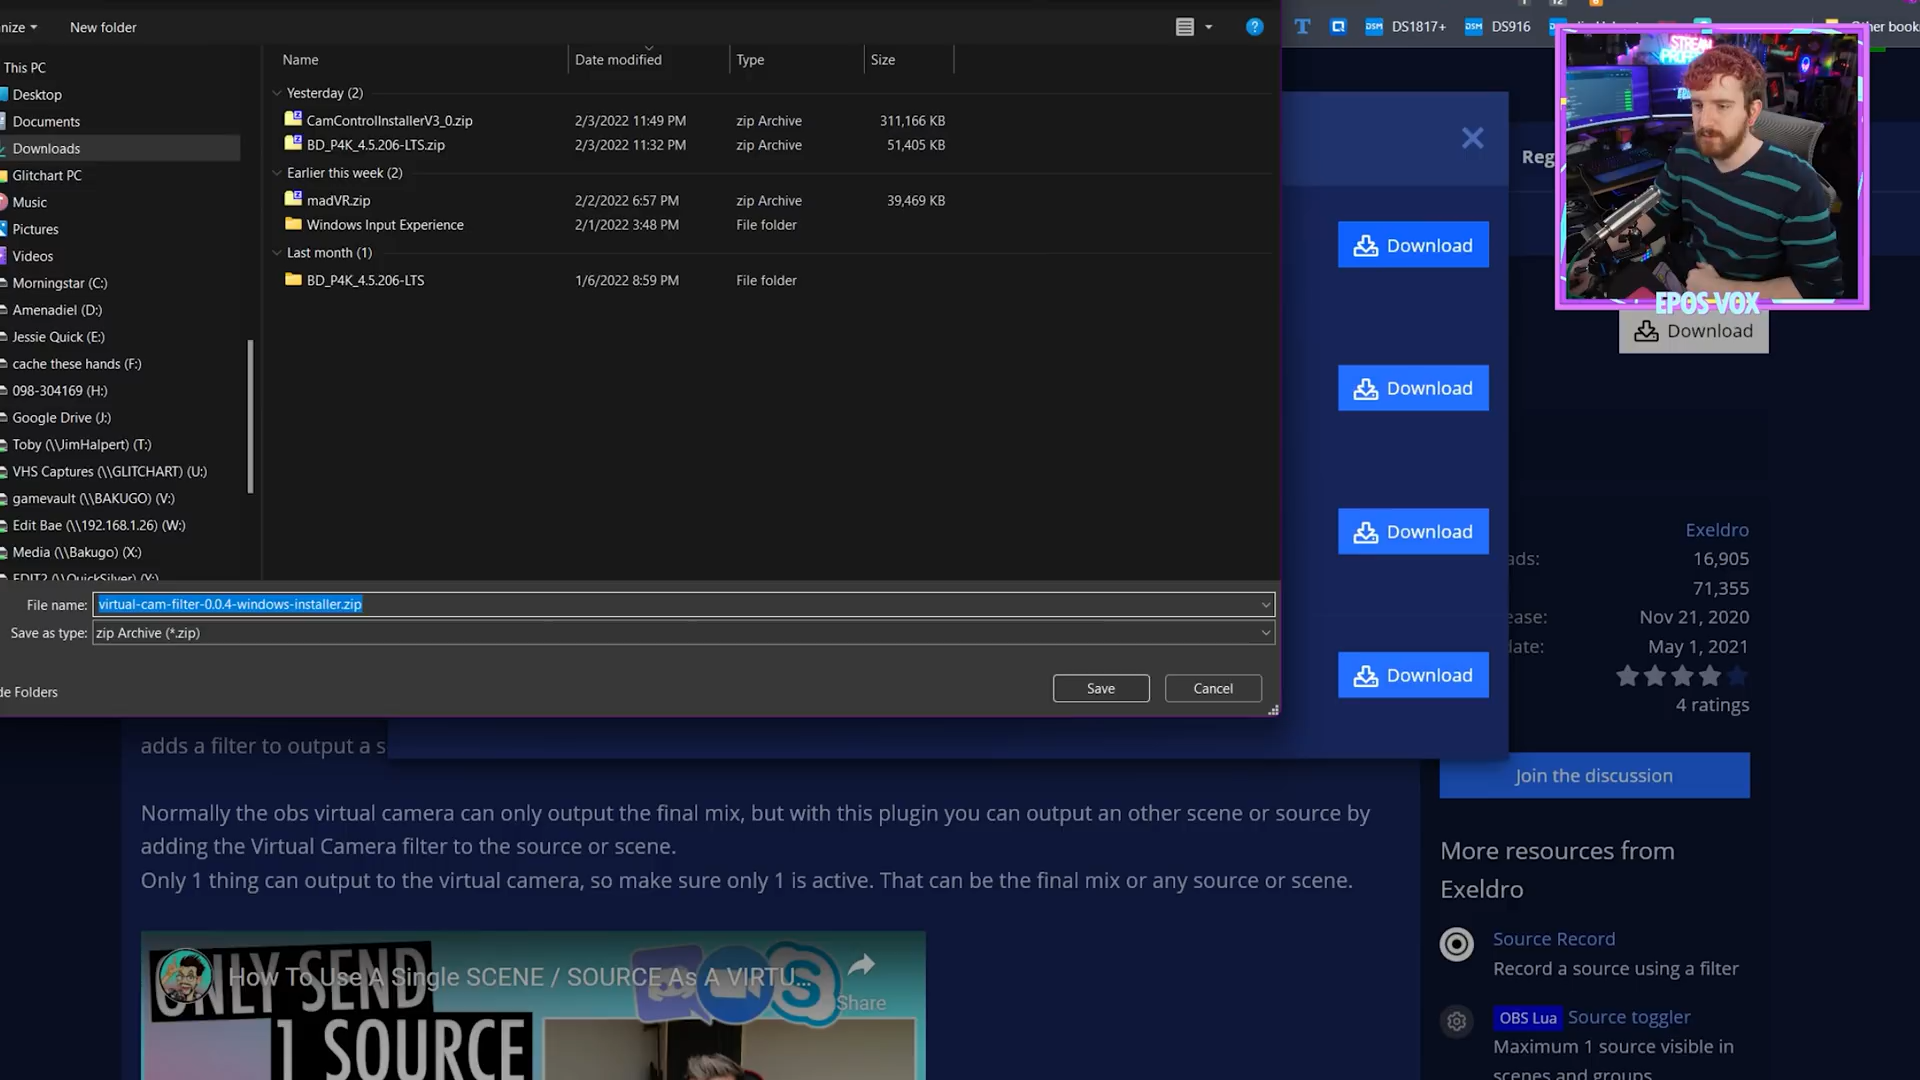 nize
New folder
DS1817+
DS916
Other book
Name
Date modified
Type
Size
This PC
Desktop
Documents
Downloads
Glitchart PC
Music
Pictures
Videos
Morningstar (C:)
Amenadiel (D:)
Jessie Quick (E:)
cache these hands (F:)
098-304169 (H:)
Google Drive (J:)
Toby (\\JimHalpert) (T:)
VHS Captures (\\GLITCHART) (U:)
gamevault (\\BAKUGO) (V:)
Edit Bae (\\192.168.1.26) (W:)
Media (\\Bakugo) (X:)
EDIT2 (\\QuickSilver) (Y:)
Yesterday (2)
CamControlInstallerV3_0.zip 2/3/2022 11:49 PM zip Archive 311,166 KB
BD_P4K_4.5.206-LTS.zip 2/3/2022 11:32 PM zip Archive 51,405 KB
Earlier this week (2)
madVR.zip 2/2/2022 6:57 PM zip Archive 39,469 KB
Windows Input Experience 2/1/2022 3:48 PM File folder
Last month (1)
BD_P4K_4.5.206-LTS 1/6/2022 8:59 PM File folder
File name: virtual-cam-filter-0.0.4-windows-installer.zip
Save as type: zip Archive (*.zip)
de Folders
Save
Cancel
Download
Download
Download
Download
Reg
EPOS VOX
Download
Exeldro
ads: 16,905
71,355
ease: Nov 21, 2020
date: May 1, 2021
4 ratings
Join the discussion
adds a filter to output a s
Normally the obs virtual camera can only output the final mix, but with this plugin you can output an other scene or source by
adding the Virtual Camera filter to the source or scene.
Only 1 thing can output to the virtual camera, so make sure only 1 is active. That can be the final mix or any source or scene.
How To Use A Single SCENE / SOURCE As A VIRTU...
Share
ONLY SEND
1 SOURCE
More resources from
Exeldro
Source Record
Record a source using a filter
OBS Lua Source toggler
Maximum 1 source visible in
scenes and groups